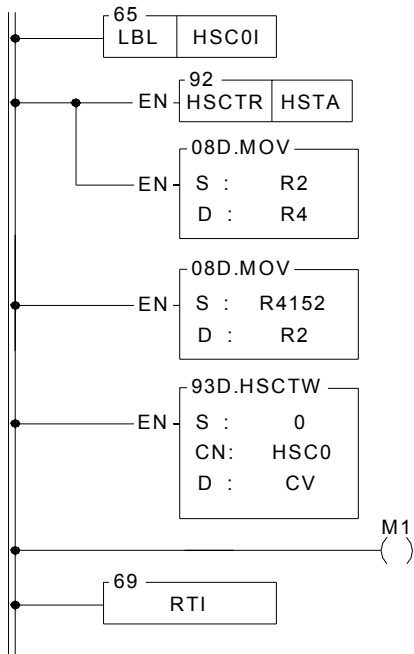 65
LBL HSC0I
92
EN HSCTR HSTA
08D.MOV
EN S : R2
D : R4
08D.MOV
EN S : R4152
D : R2
93D.HSCTW
EN S : 0
CN: HSC0
D : CV
M1
( )
69
RTI